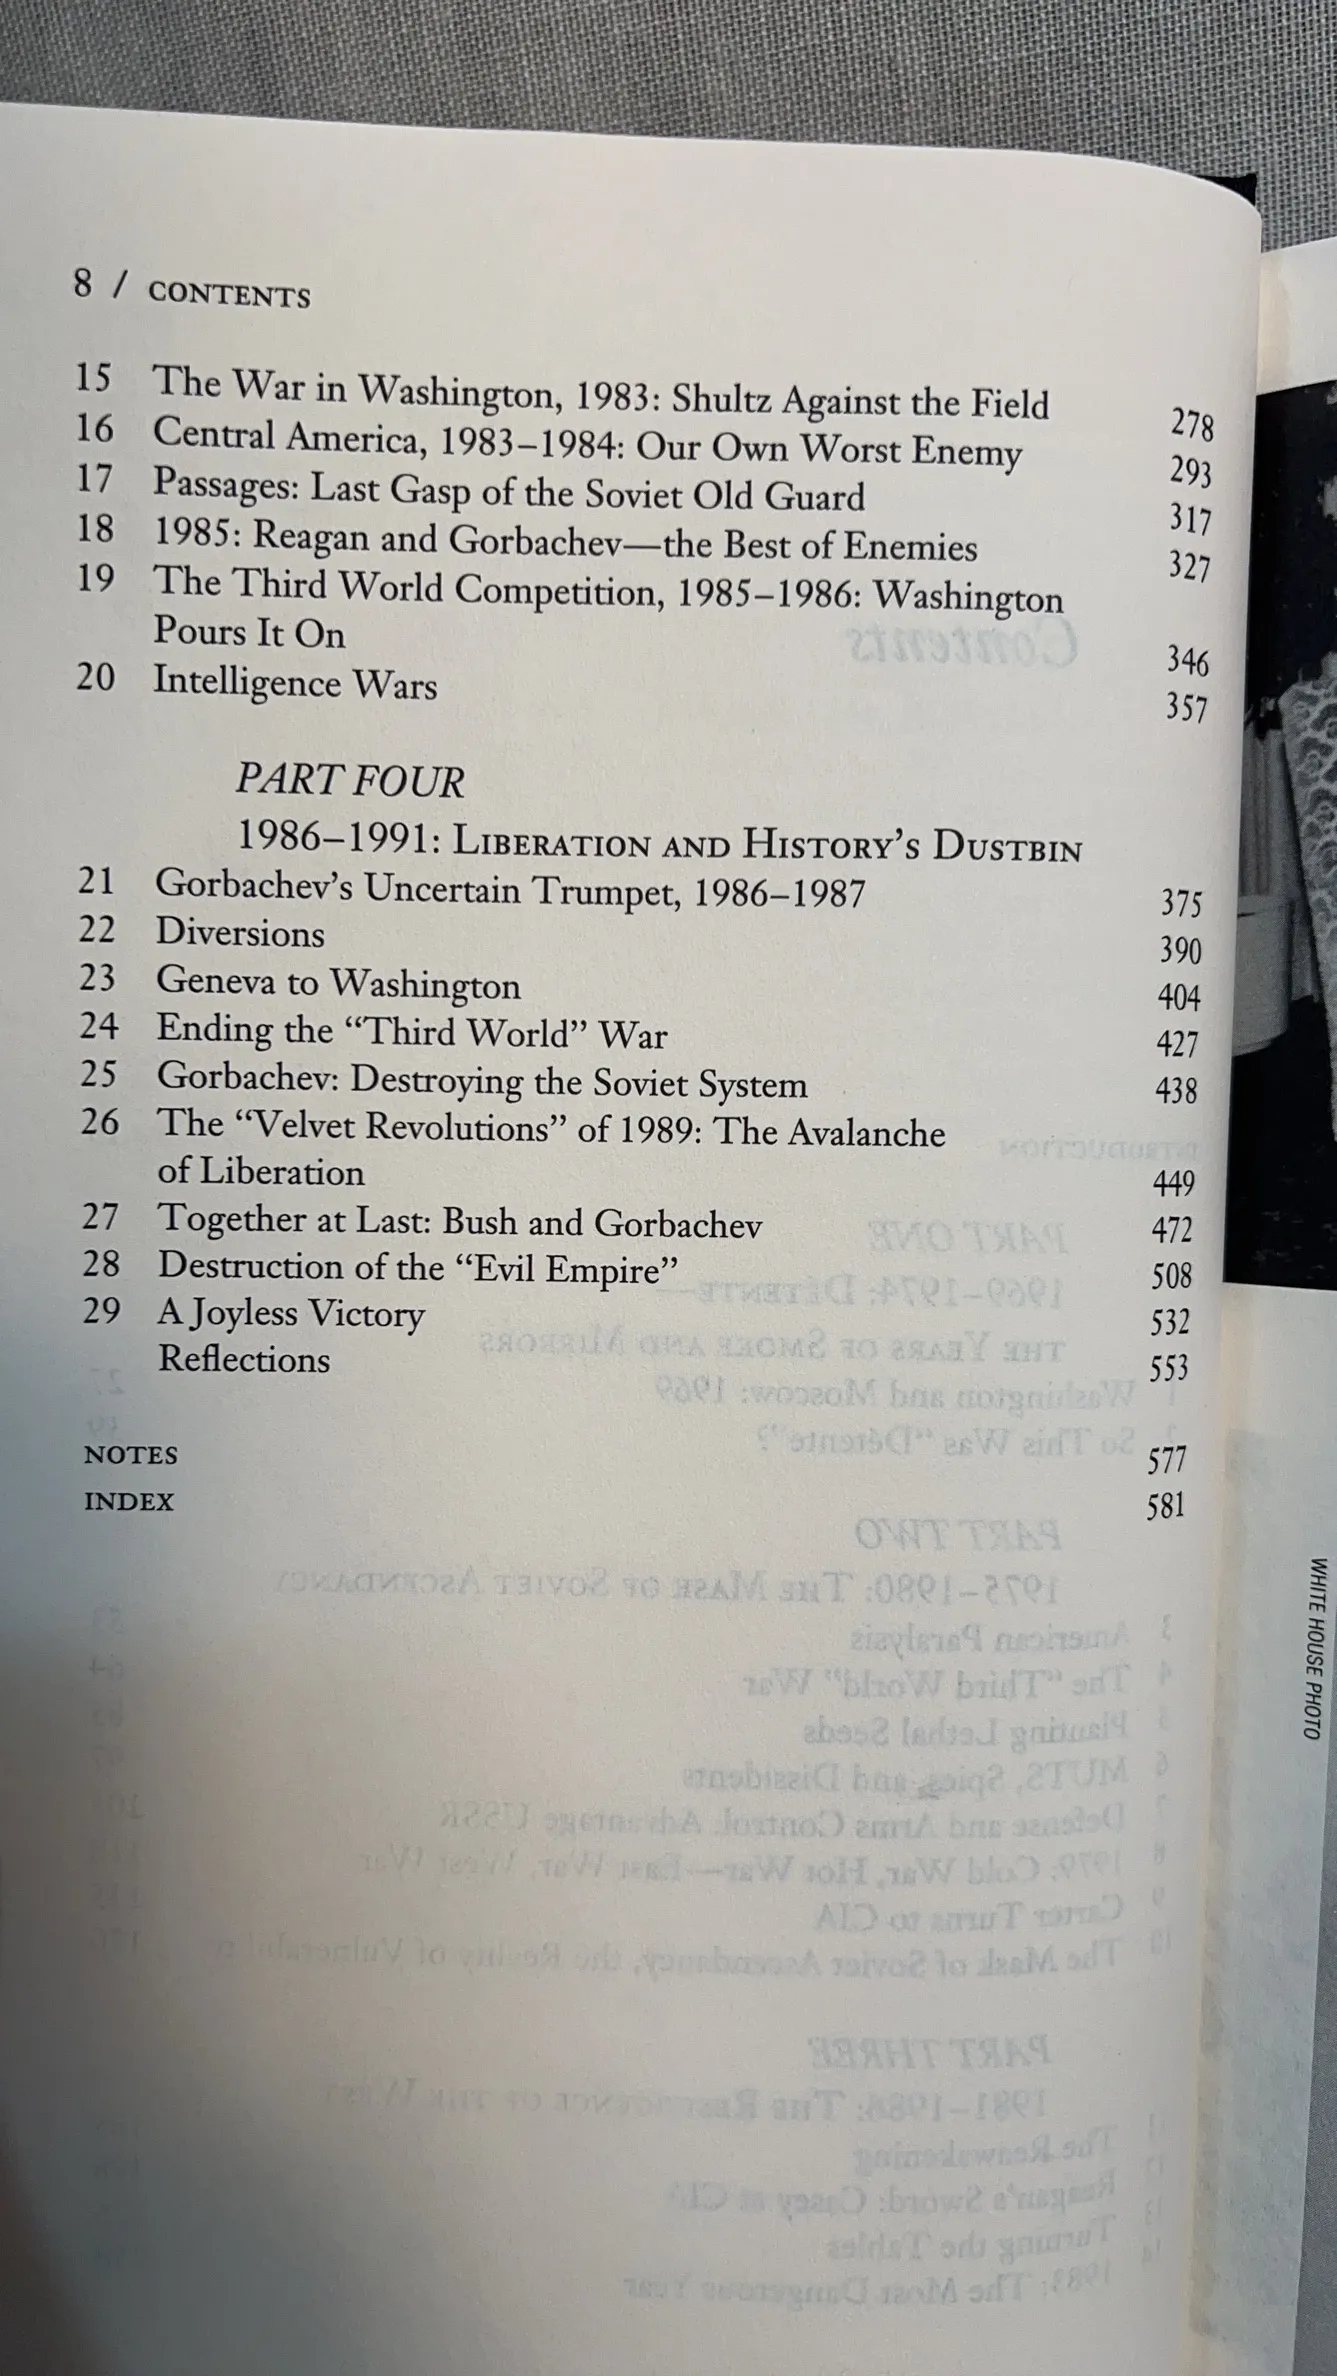 8 / CONTENTS
15 The War in Washington, 1983: Shultz Against the Field 278
16 Central America, 1983–1984: Our Own Worst Enemy 293
17 Passages: Last Gasp of the Soviet Old Guard 317
18 1985: Reagan and Gorbachev—the Best of Enemies 327
19 The Third World Competition, 1985–1986: Washington
Pours It On 346
20 Intelligence Wars 357
PART FOUR
1986–1991: LIBERATION AND HISTORY’S DUSTBIN
21 Gorbachev’s Uncertain Trumpet, 1986–1987 375
22 Diversions 390
23 Geneva to Washington 404
24 Ending the “Third World” War 427
25 Gorbachev: Destroying the Soviet System 438
26 The “Velvet Revolutions” of 1989: The Avalanche
of Liberation 449
27 Together at Last: Bush and Gorbachev 472
28 Destruction of the “Evil Empire” 508
29 A Joyless Victory 532
Reflections 553
NOTES 577
INDEX 581
WHITE HOUSE PHOTO